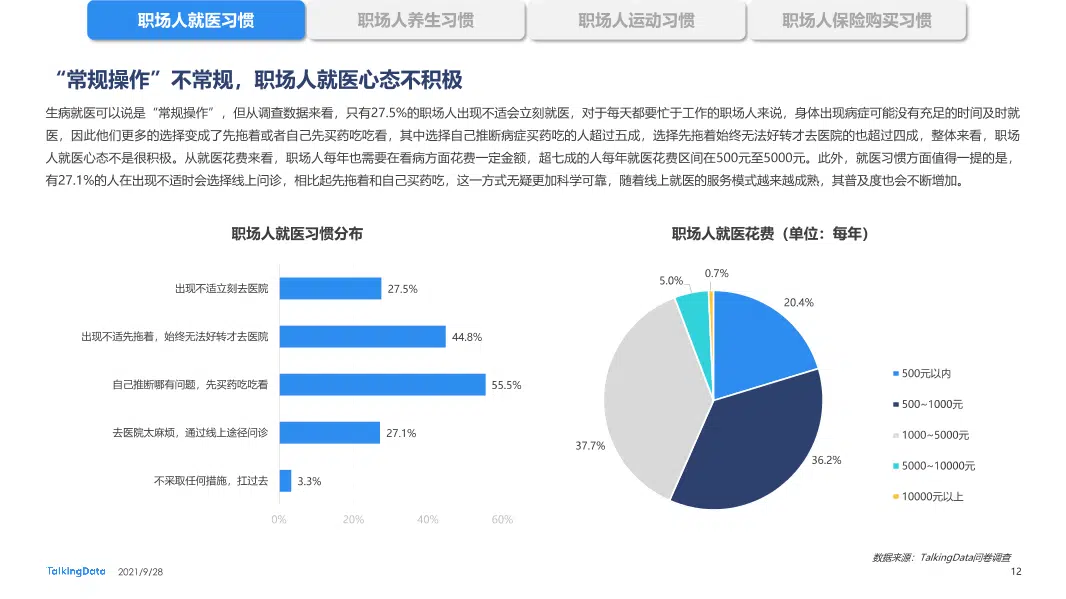 职场人就医习惯
职场人养生习惯
职场人运动习惯
职场人保险购买习惯
“常规操作”不常规，职场人就医心态不积极
生病就医可以说是“常规操作”，但从调查数据来看，只有27.5%的职场人出现不适会立刻就医，对于每天都要忙于工作的职场人来说，身体出现病症可能没有充足的时间及时就
医，因此他们更多的选择变成了先拖着或者自己先买药吃吃看，其中选择自己推断病症买药吃的人超过五成，选择先拖着始终无法好转才去医院的也超过四成，整体来看，职场
人就医心态不是很积极。从就医花费来看，职场人每年也需要在看病方面花费一定金额，超七成的人每年就医花费区间在500元至5000元。此外，就医习惯方面值得一提的是，
有27.1%的人在出现不适时会选择线上问诊，相比起先拖着和自己买药吃，这一方式无疑更加科学可靠，随着线上就医的服务模式越来越成熟，其普及度也会不断增加。
职场人就医习惯分布
出现不适立刻去医院
27.5%
出现不适先拖着，始终无法好转才去医院
44.8%
自己推断哪有问题，先买药吃吃看
55.5%
去医院太麻烦，通过线上途径问诊
27.1%
不采取任何措施，扛过去
3.3%
0%
20%
40%
60%
职场人就医花费（单位：每年）
0.7%
5.0%
20.4%
37.7%
36.2%
500元以内
500~1000元
1000~5000元
5000~10000元
10000元以上
数据来源：TalkingData问卷调查
TalkingData
2021/9/28
12